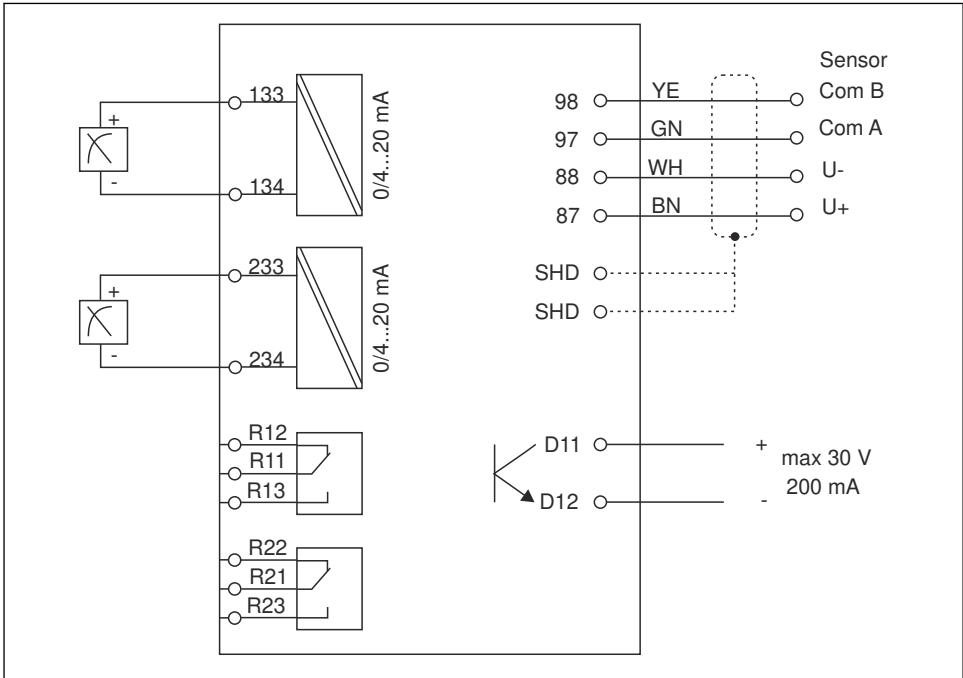 133
+
-
134
0/4...20 mA
233
+
-
234
0/4...20 mA
R12
R11
R13
R22
R21
R23
Sensor
98 YE Com B
97 GN Com A
88 WH U-
87 BN U+
SHD
SHD
D11 +
max 30 V
200 mA
D12 -